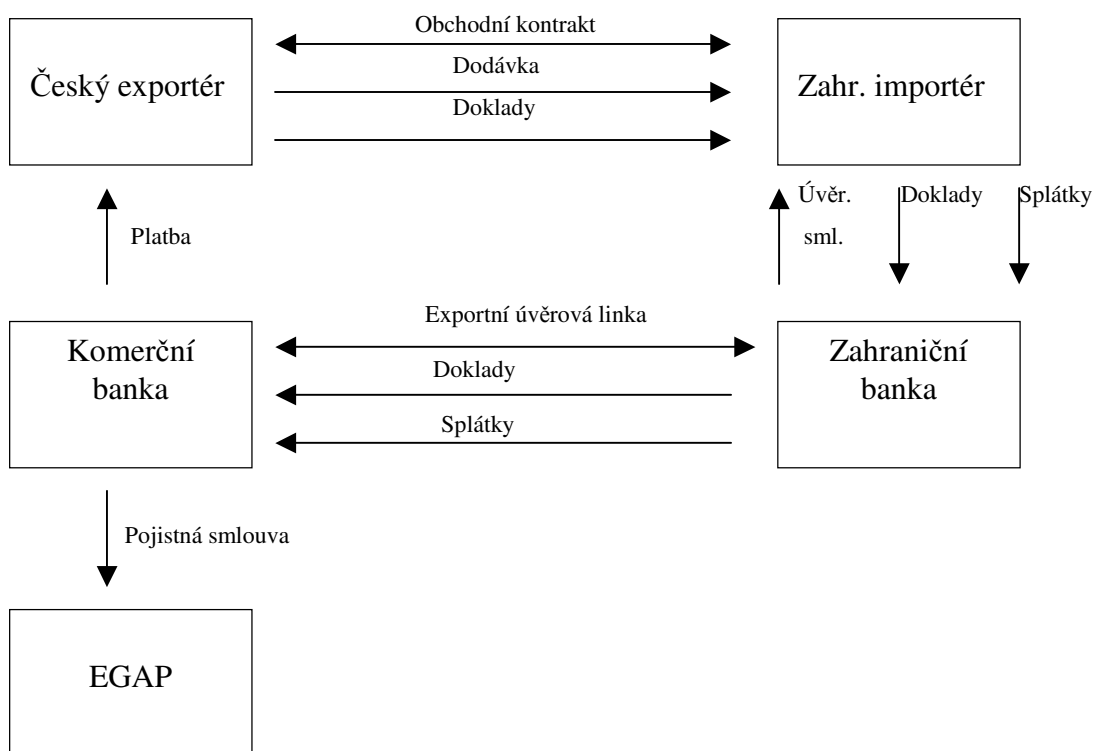 Obchodní kontrakt
Český exportér
Zahr. importér
Dodávka
Doklady
Úvěr.
sml.
Doklady
Splátky
Platba
Exportní úvěrová linka
Komerční
banka
Zahraniční
banka
Doklady
Splátky
Pojistná smlouva
EGAP